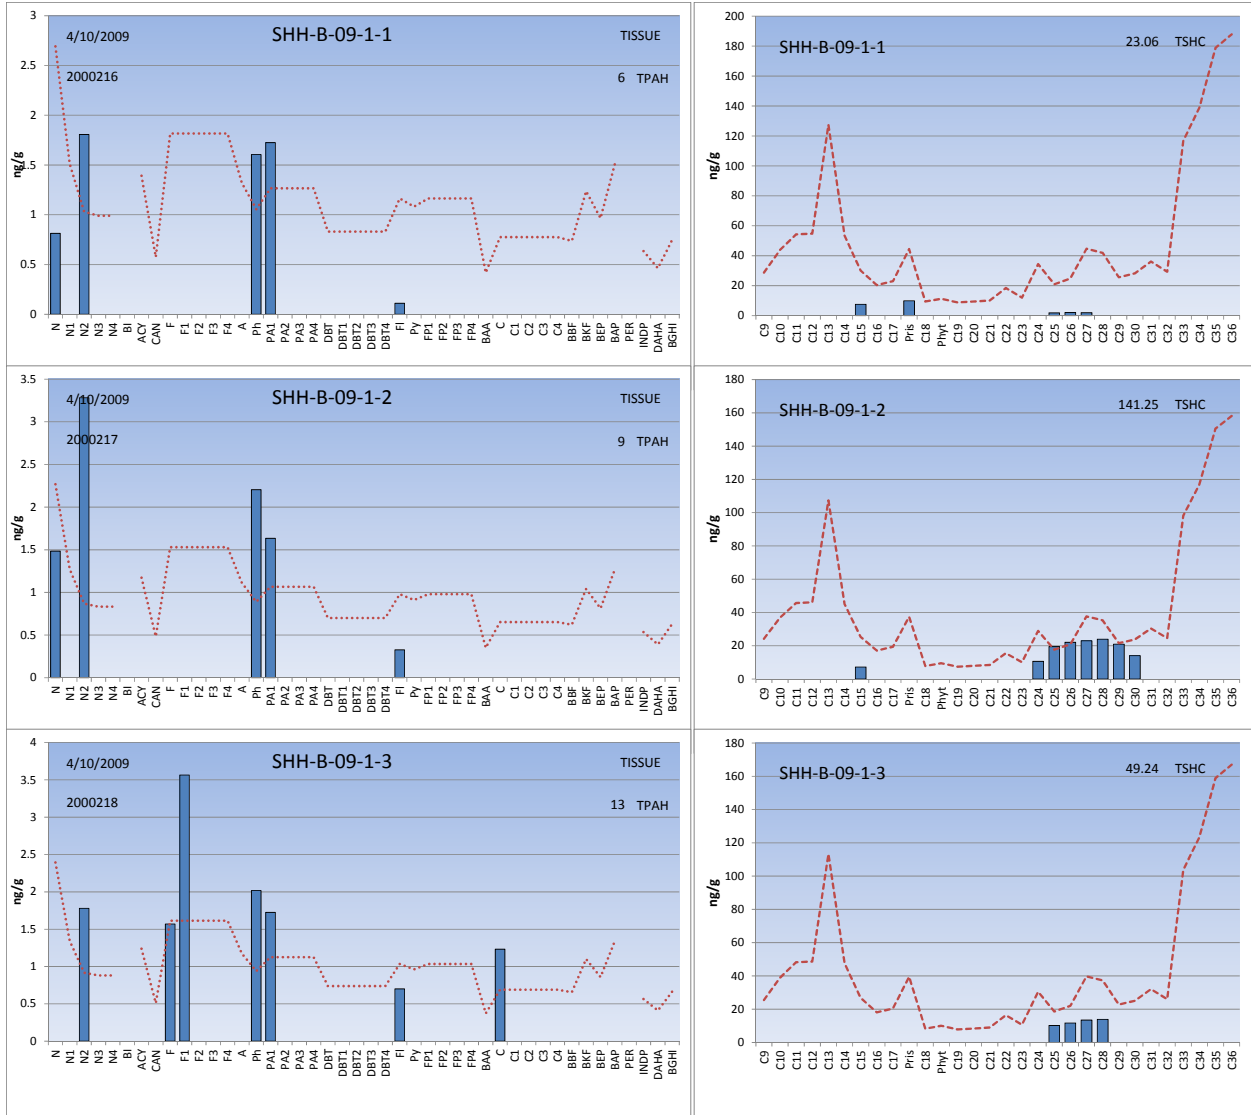 3
2.5
2
1.5
1
0.5
0
ng/g
4/10/2009
SHH-B-09-1-1
TISSUE
2000216
6 TPAH
N N1 N2 N3 N4 BI ACY CAN F F1 F2 F3 F4 A Ph PA1 PA2 PA3 PA4 DBT DBT1 DBT2 DBT3 DBT4 Fl Py FP1 FP2 FP3 FP4 BAA C C1 C2 C3 C4 BBF BKF BEP BAP PER INDP DAHA BGHI
200
180
160
140
120
100
80
60
40
20
0
ng/g
SHH-B-09-1-1
23.06 TSHC
C9 C10 C11 C12 C13 C14 C15 C16 C17 Pris C18 Phyt C19 C20 C21 C22 C23 C24 C25 C26 C27 C28 C29 C30 C31 C32 C33 C34 C35 C36
3.5
3
2.5
2
1.5
1
0.5
0
ng/g
4/10/2009
SHH-B-09-1-2
TISSUE
2000217
9 TPAH
N N1 N2 N3 N4 BI ACY CAN F F1 F2 F3 F4 A Ph PA1 PA2 PA3 PA4 DBT DBT1 DBT2 DBT3 DBT4 Fl Py FP1 FP2 FP3 FP4 BAA C C1 C2 C3 C4 BBF BKF BEP BAP PER INDP DAHA BGHI
180
160
140
120
100
80
60
40
20
0
ng/g
SHH-B-09-1-2
141.25 TSHC
C9 C10 C11 C12 C13 C14 C15 C16 C17 Pris C18 Phyt C19 C20 C21 C22 C23 C24 C25 C26 C27 C28 C29 C30 C31 C32 C33 C34 C35 C36
4
3.5
3
2.5
2
1.5
1
0.5
0
ng/g
4/10/2009
SHH-B-09-1-3
TISSUE
2000218
13 TPAH
N N1 N2 N3 N4 BI ACY CAN F F1 F2 F3 F4 A Ph PA1 PA2 PA3 PA4 DBT DBT1 DBT2 DBT3 DBT4 Fl Py FP1 FP2 FP3 FP4 BAA C C1 C2 C3 C4 BBF BKF BEP BAP PER INDP DAHA BGHI
180
160
140
120
100
80
60
40
20
0
ng/g
SHH-B-09-1-3
49.24 TSHC
C9 C10 C11 C12 C13 C14 C15 C16 C17 Pris C18 Phyt C19 C20 C21 C22 C23 C24 C25 C26 C27 C28 C29 C30 C31 C32 C33 C34 C35 C36